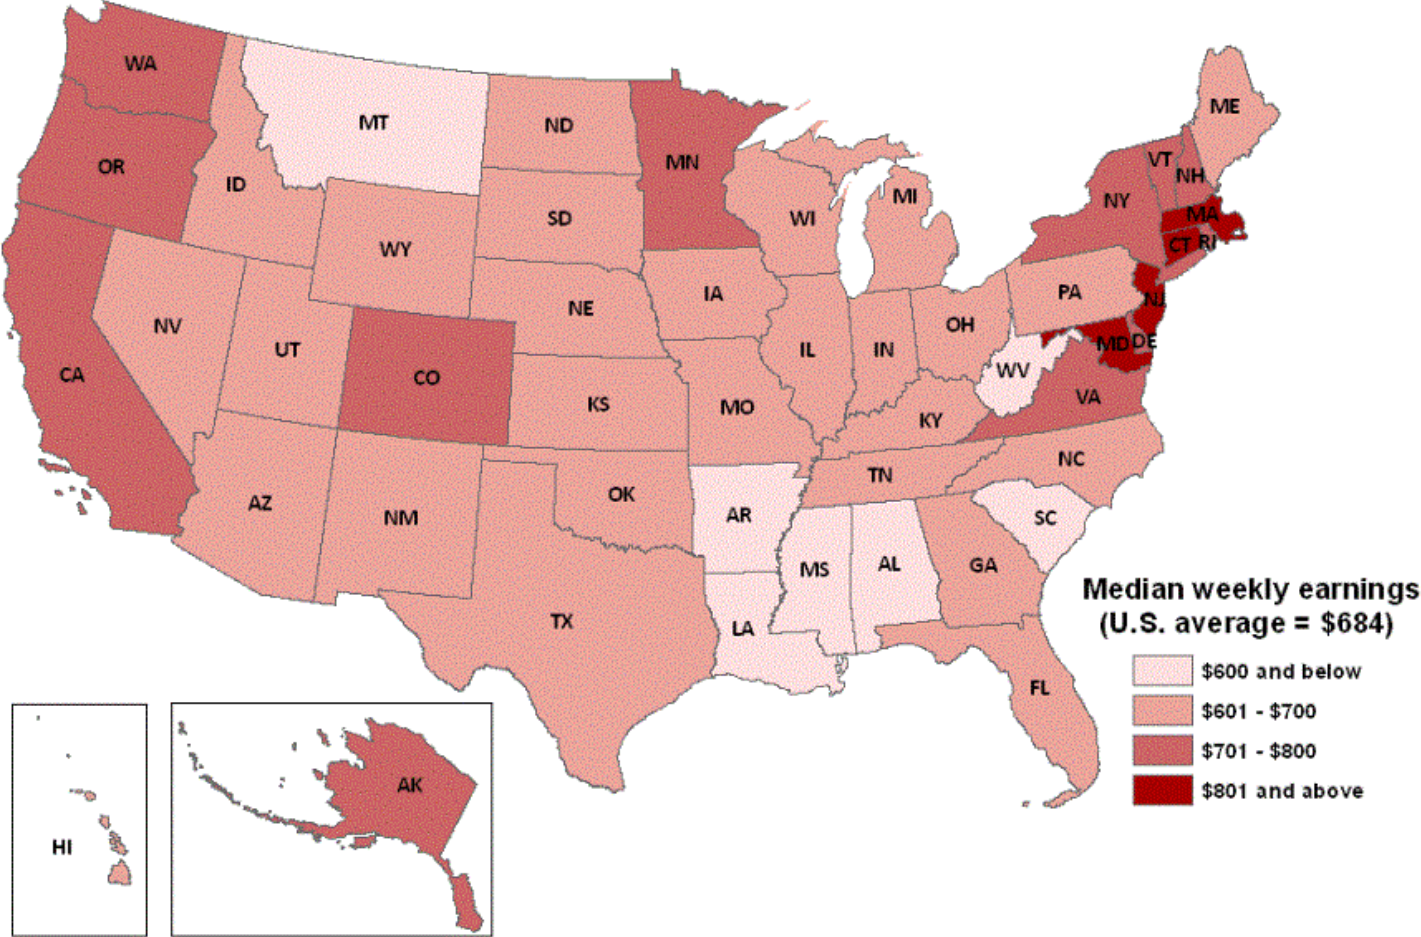 WA
MT
ND
MN
ME
OR
ID
SD
WI
MI
NY
VT
NH
MA
CT
RI
WY
IA
PA
NJ
NE
NV
UT
CO
IL
IN
OH
MD
DE
WV
VA
CA
KS
MO
KY
NC
TN
AZ
NM
OK
AR
SC
MS
AL
GA
TX
LA
FL
HI
AK
Median weekly earnings
(U.S. average = $684)
$600 and below
$601 - $700
$701 - $800
$801 and above